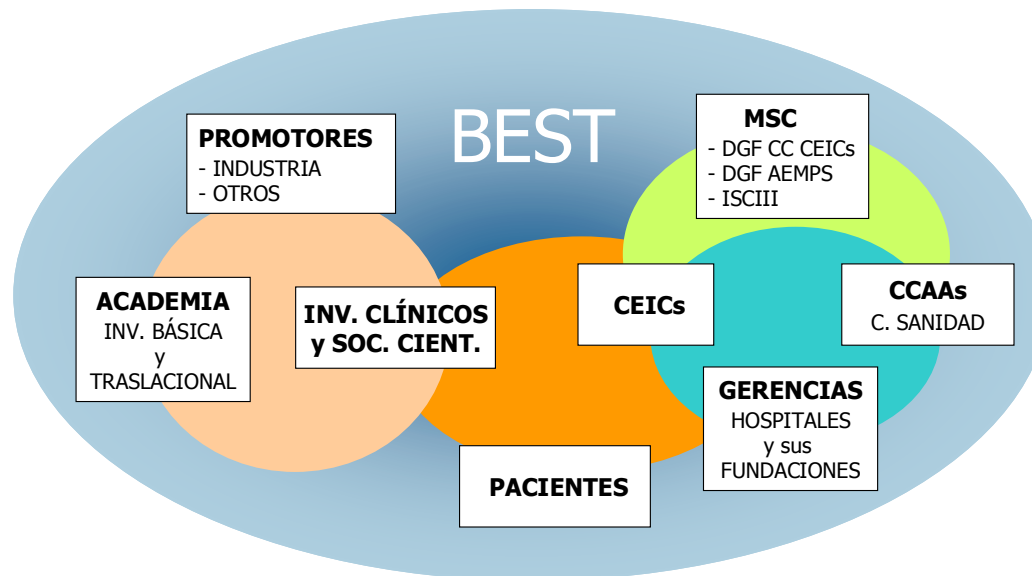 BEST
PROMOTORES
- INDUSTRIA
- OTROS
MSC
- DGF CC CEICs
- DGF AEMPS
- ISCIII
ACADEMIA
INV. BÁSICA
y
TRASLACIONAL
INV. CLÍNICOS
y SOC. CIENT.
CEICs
CCAAs
C. SANIDAD
GERENCIAS
HOSPITALES
y sus
FUNDACIONES
PACIENTES